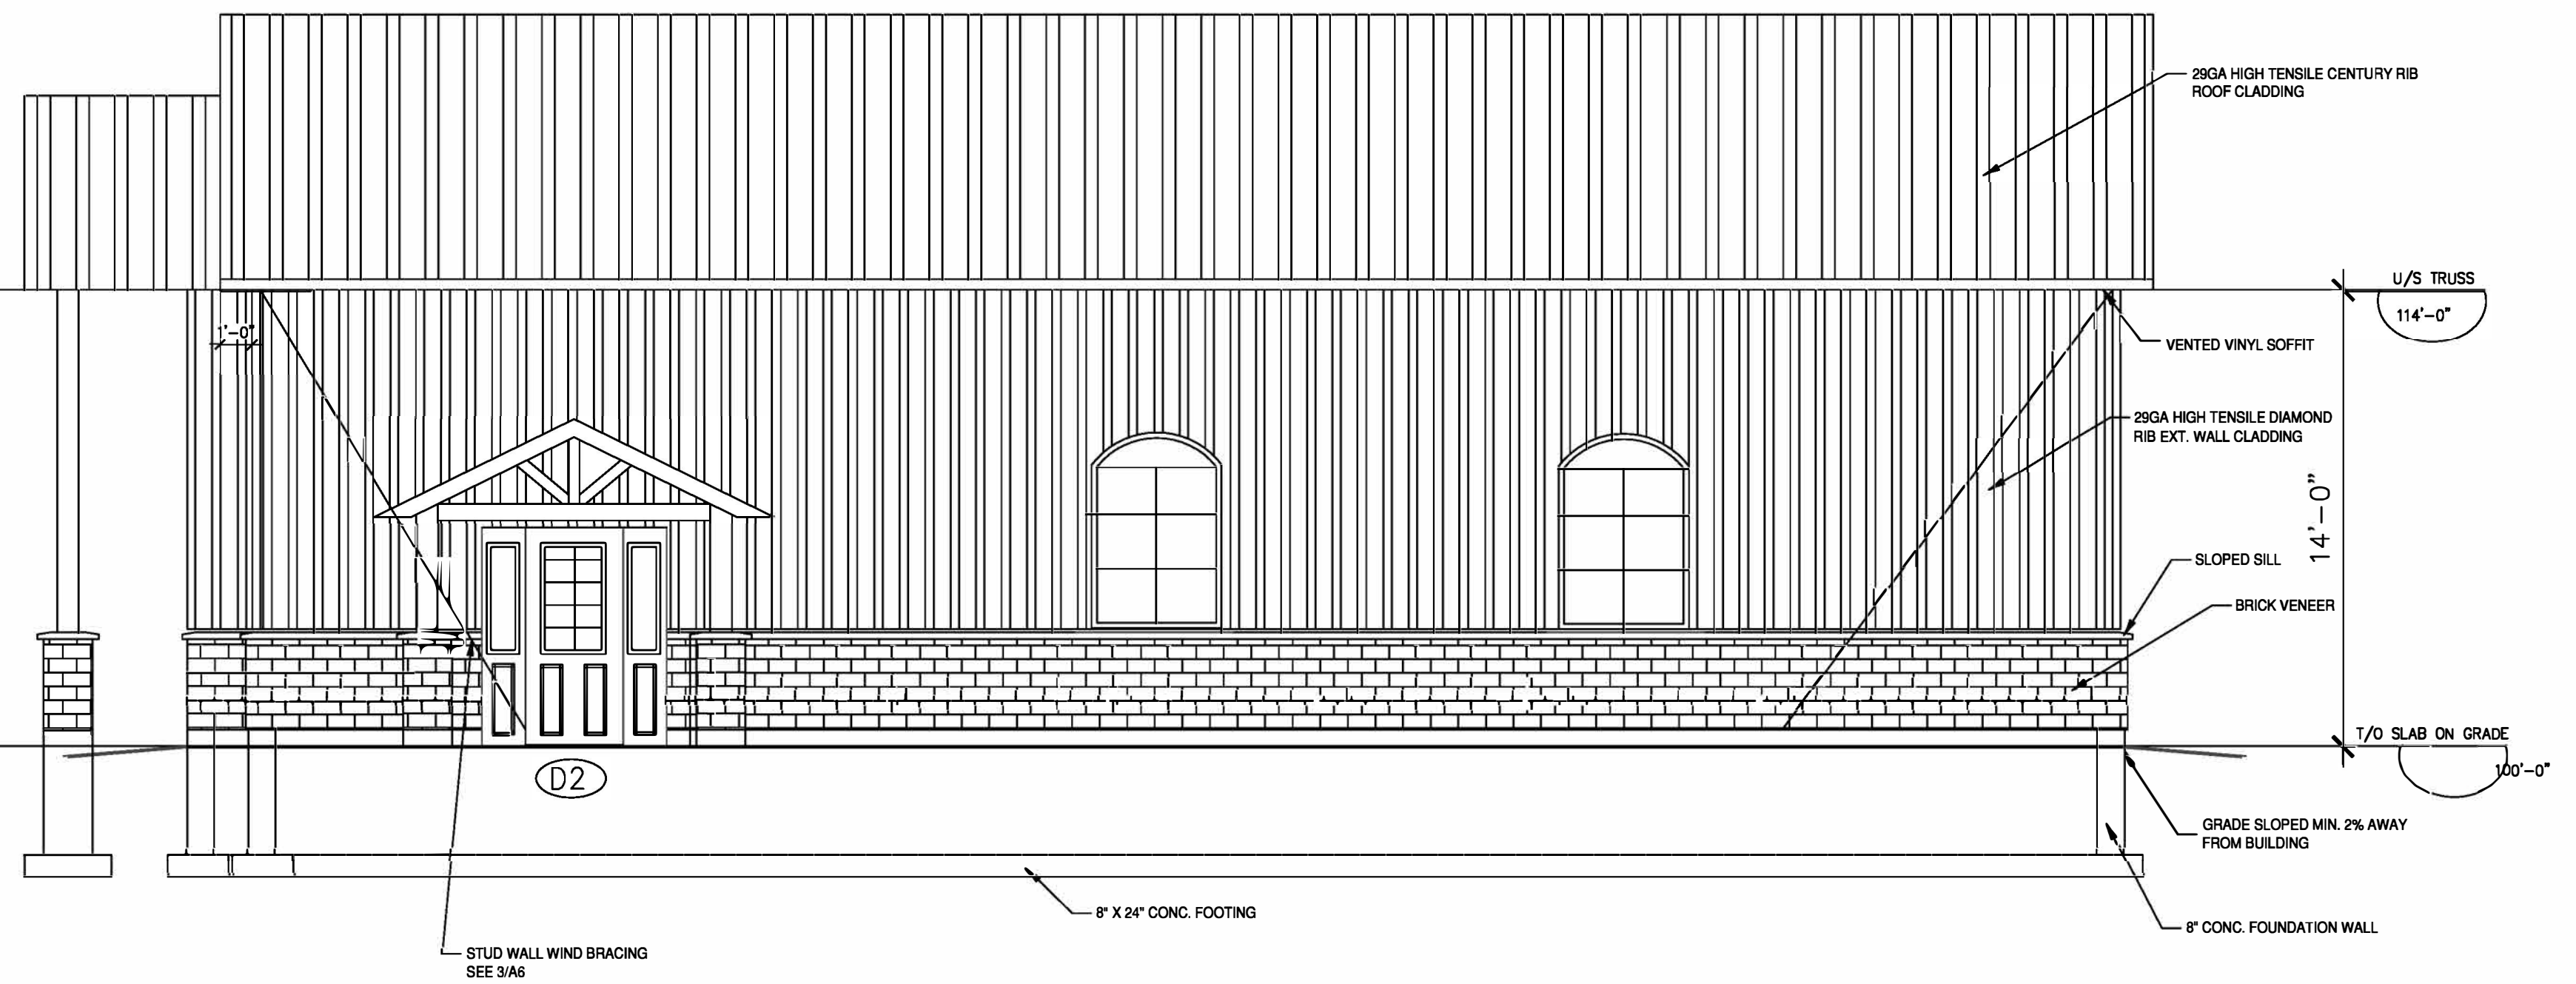 29GA HIGH TENSILE CENTURY RIB
ROOF CLADDING
U/S TRUSS
114'-0"
1'-0"
VENTED VINYL SOFFIT
29GA HIGH TENSILE DIAMOND
RIB EXT. WALL CLADDING
14'-0"
SLOPED SILL
BRICK VENEER
T/O SLAB ON GRADE
100'-0"
D2
GRADE SLOPED MIN. 2% AWAY
FROM BUILDING
8" X 24" CONC. FOOTING
8" CONC. FOUNDATION WALL
STUD WALL WIND BRACING
SEE 3/A6